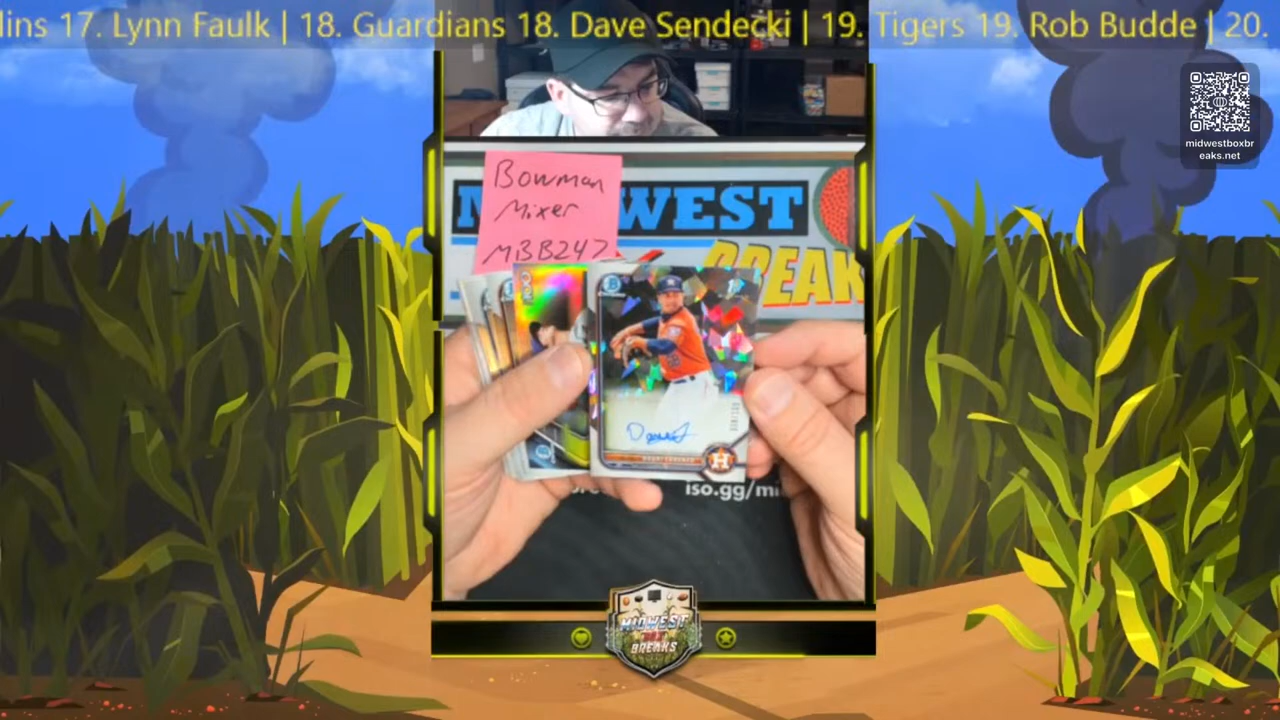 lins 17. Lynn Faulk | 18. Guardians 18. Dave Sendecki | 19. Tigers 19. Rob Budde | 20.
midwestboxbr
eaks.net
Bowman
Mixer
MBB247
WEST
BREAK
H
iso.gg/mi
MIDWEST
BOX
BREAKS